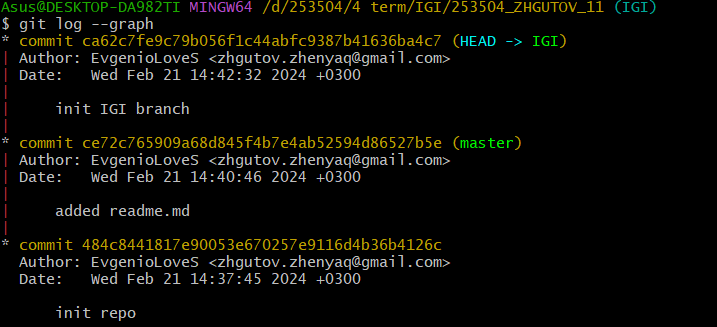 Asus@DESKTOP-DA982TI MINGW64 /d/253504/4 term/IGI/253504_ZHGUTOV_11 (IGI)
$ git log --graph
* commit ca62c7fe9c79b056f1c44abfc9387b41636ba4c7 (HEAD -> IGI)
| Author: EvgenioLoveS <zhgutov.zhenyaq@gmail.com>
| Date:   Wed Feb 21 14:42:32 2024 +0300
|
|     init IGI branch
|
* commit ce72c765909a68d845f4b7e4ab52594d86527b5e (master)
| Author: EvgenioLoveS <zhgutov.zhenyaq@gmail.com>
| Date:   Wed Feb 21 14:40:46 2024 +0300
|
|     added readme.md
|
* commit 484c8441817e90053e670257e9116d4b36b4126c
  Author: EvgenioLoveS <zhgutov.zhenyaq@gmail.com>
  Date:   Wed Feb 21 14:37:45 2024 +0300

      init repo